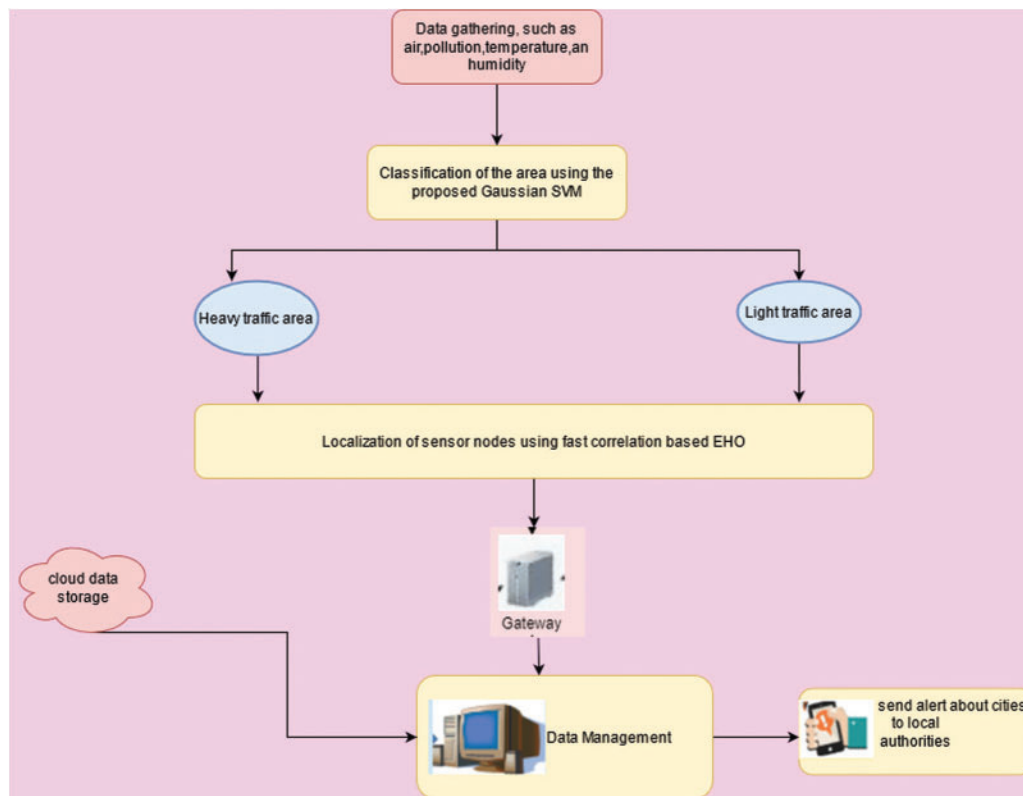 Data gathering, such as
air,pollution,temperature,an
humidity
Classification of the area using the
proposed Gaussian SVM
Heavy traffic area
Light traffic area
Localization of sensor nodes using fast correlation based EHO
cloud data
storage
Gateway
Data Management
send alert about cities
to local
authorities